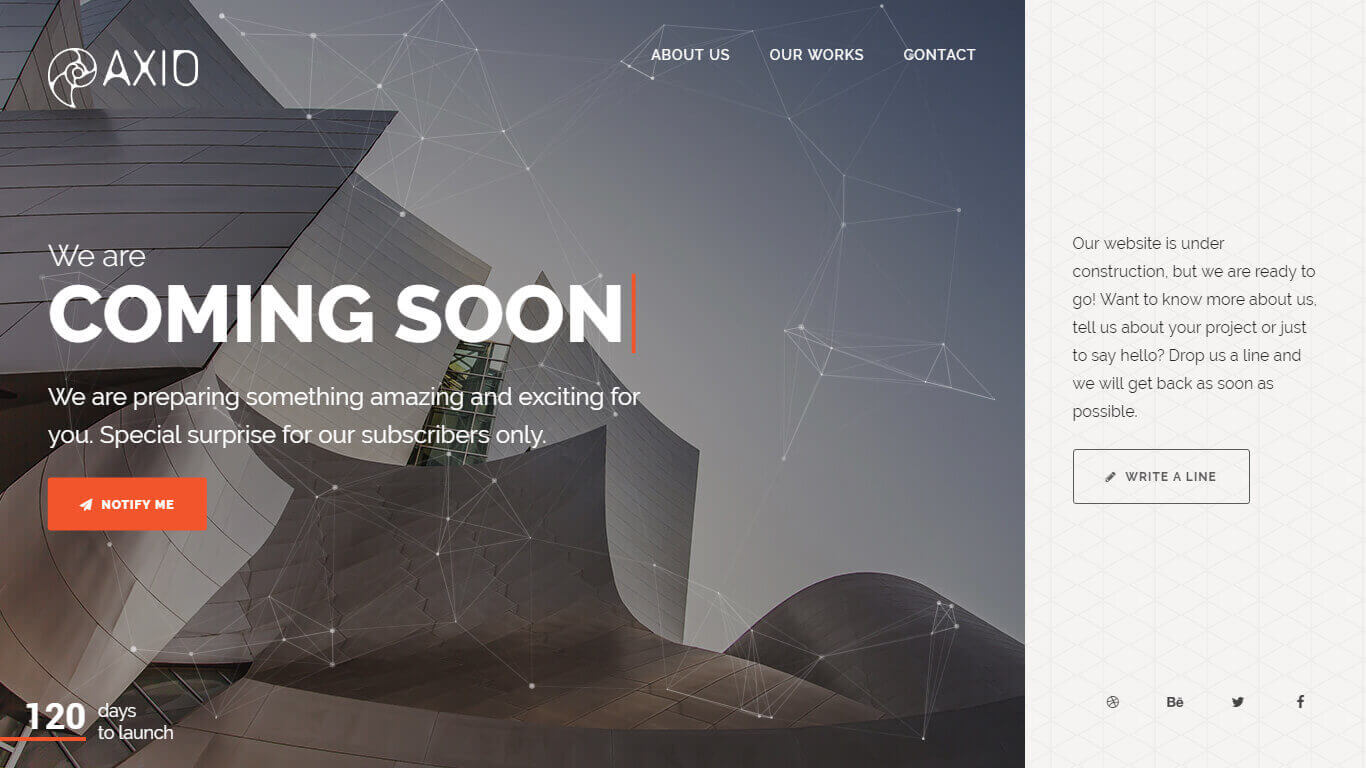 AXIO
ABOUT US
OUR WORKS
CONTACT
We are
COMING SOON
We are preparing something amazing and exciting for
you. Special surprise for our subscribers only.
NOTIFY ME
120
days
to launch
Our website is under
construction, but we are ready to
go! Want to know more about us,
tell us about your project or just
to say hello? Drop us a line and
we will get back as soon as
possible.
WRITE A LINE
Bē